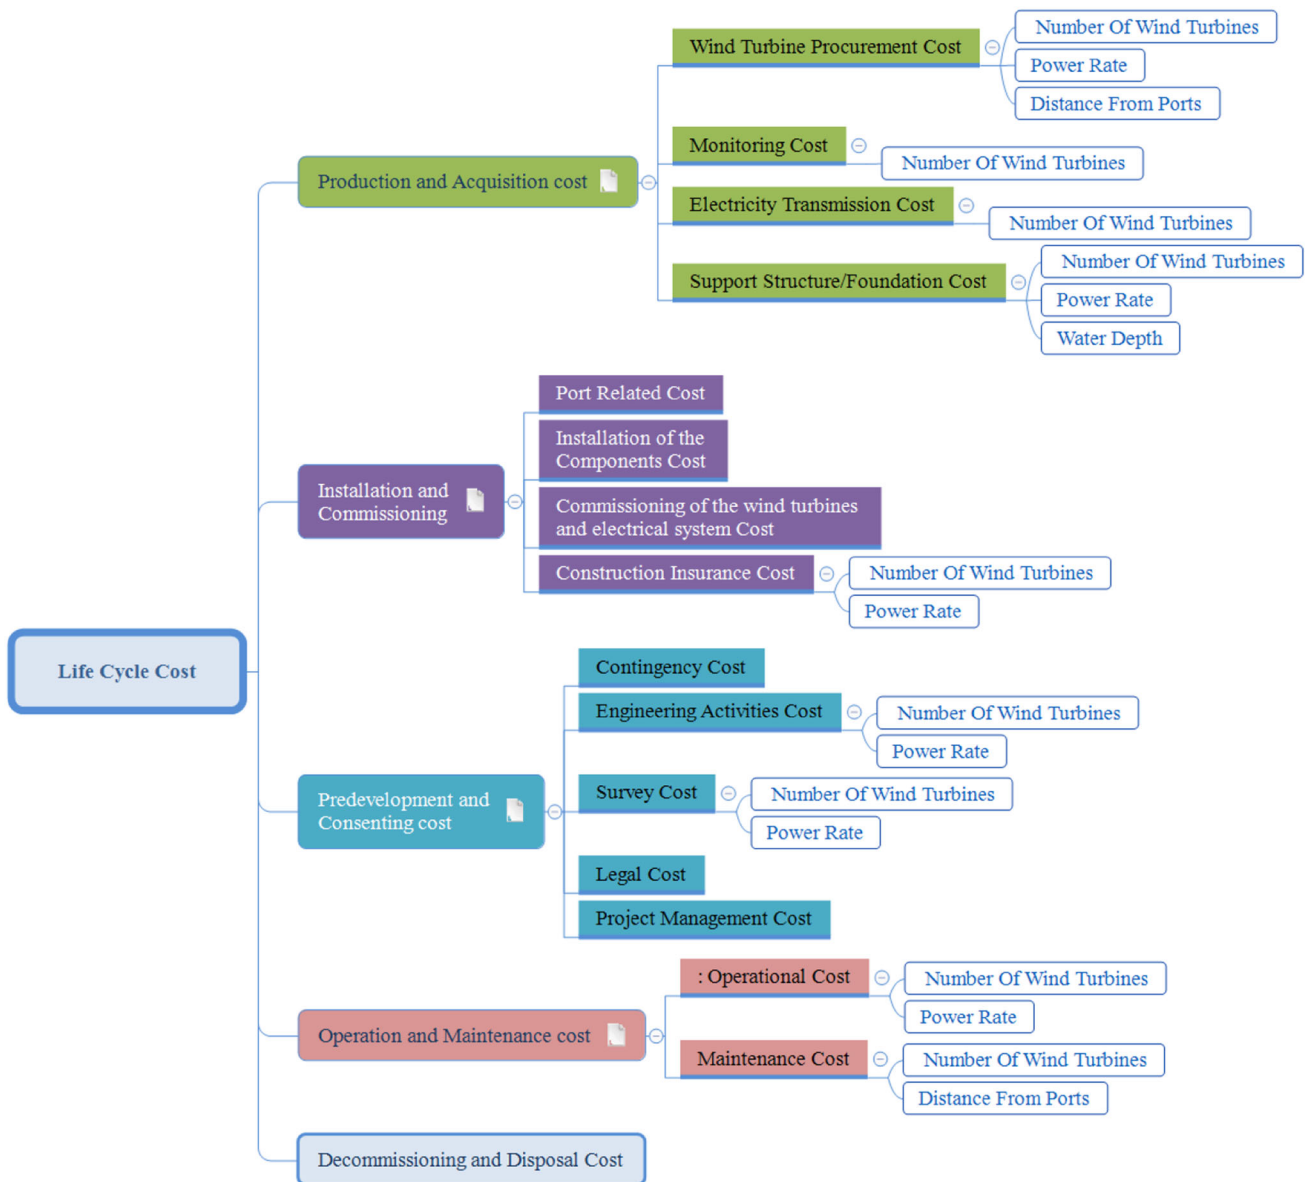 Life Cycle Cost
Production and Acquisition cost
Wind Turbine Procurement Cost
Number Of Wind Turbines
Power Rate
Distance From Ports
Monitoring Cost
Number Of Wind Turbines
Electricity Transmission Cost
Number Of Wind Turbines
Support Structure/Foundation Cost
Number Of Wind Turbines
Power Rate
Water Depth
Installation and
Commissioning
Port Related Cost
Installation of the
Components Cost
Commissioning of the wind turbines
and electrical system Cost
Construction Insurance Cost
Number Of Wind Turbines
Power Rate
Predevelopment and
Consenting cost
Contingency Cost
Engineering Activities Cost
Number Of Wind Turbines
Power Rate
Survey Cost
Number Of Wind Turbines
Power Rate
Legal Cost
Project Management Cost
Operation and Maintenance cost
: Operational Cost
Number Of Wind Turbines
Power Rate
Maintenance Cost
Number Of Wind Turbines
Distance From Ports
Decommissioning and Disposal Cost